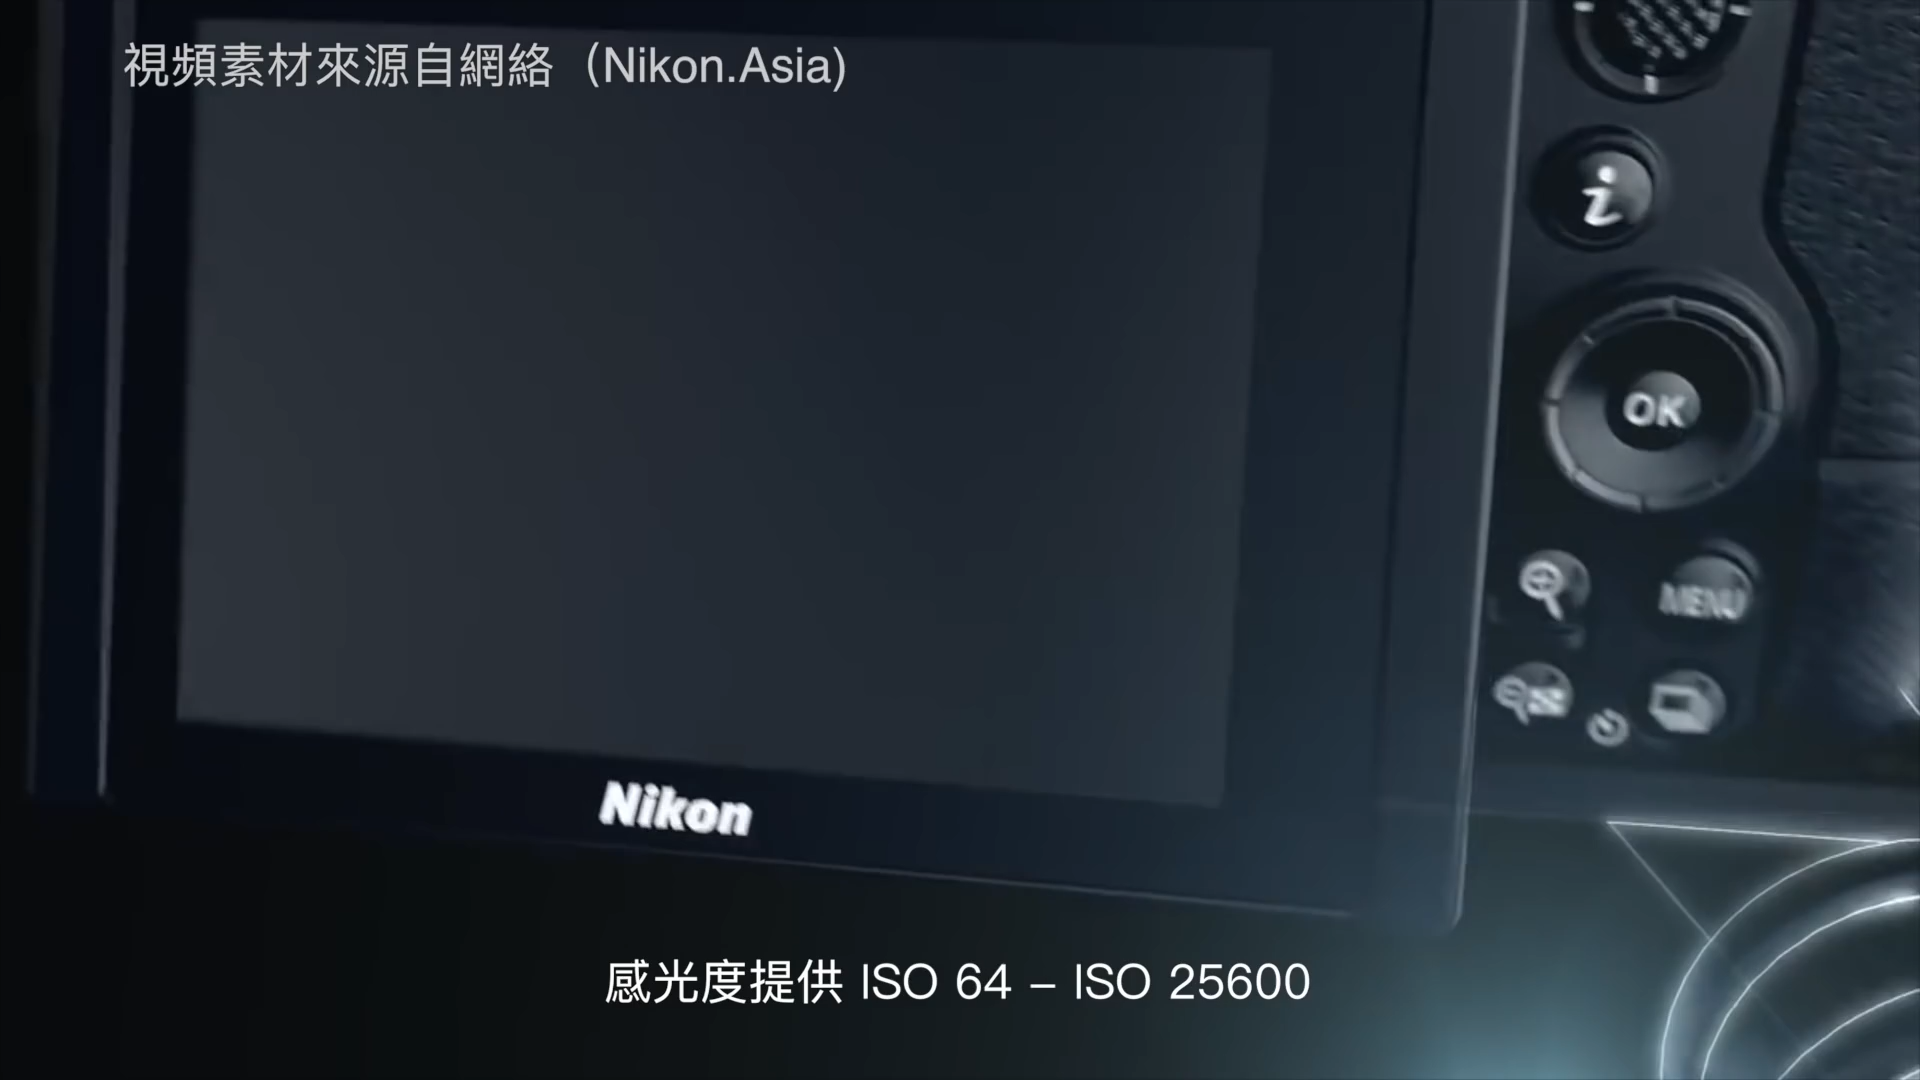 視頻素材來源自網絡（Nikon.Asia)
i
OK
MENU
Nikon
感光度提供 ISO 64 – ISO 25600